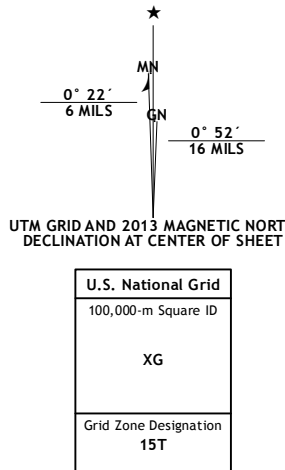 ★
MN
0° 22´
6 MILS
GN
0° 52´
16 MILS
UTM GRID AND 2013 MAGNETIC NORT
DECLINATION AT CENTER OF SHEET
U.S. National Grid
100,000-m Square ID
XG
Grid Zone Designation
15T